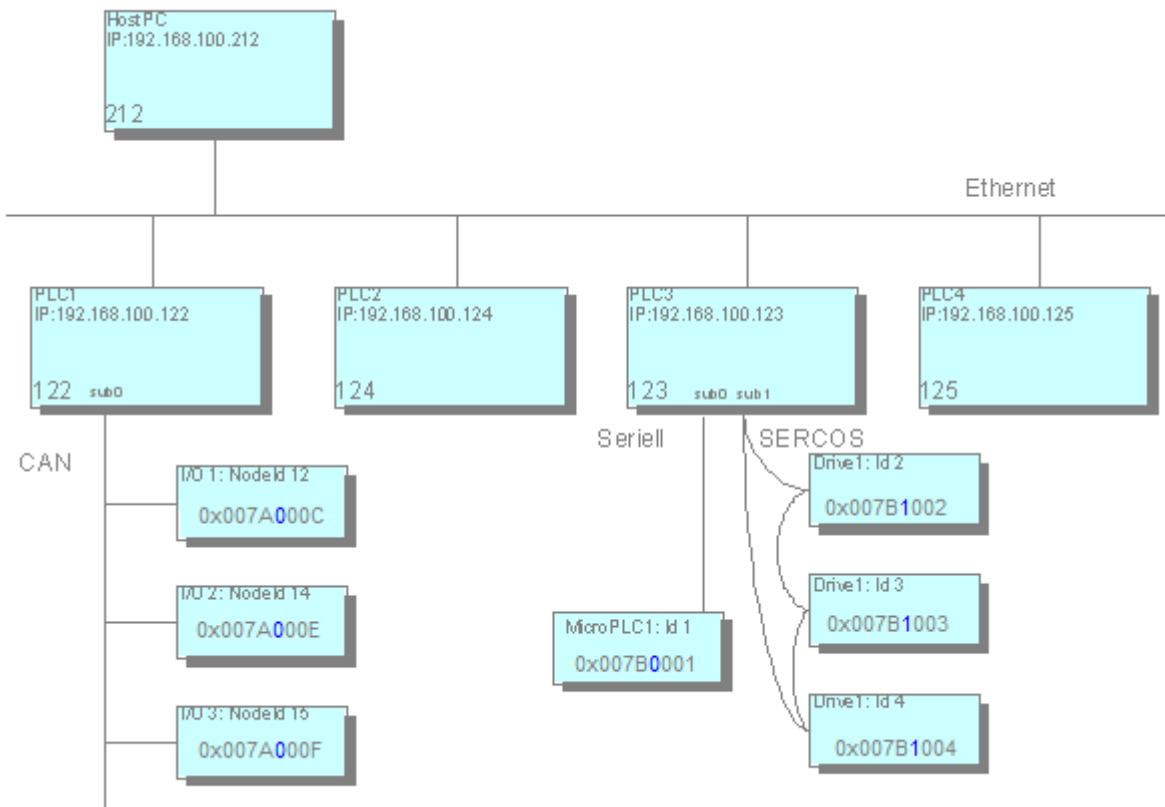 HostPC
IP:192.168.100.212
212
Ethernet
PLC1
IP:192.168.100.122
122 sub0
PLC2
IP:192.168.100.124
124
PLC3
IP:192.168.100.123
123 sub0 sub1
PLC4
IP:192.168.100.125
125
CAN
Seriell
SERCOS
I/O 1: NodeId 12
0x007A000C
I/O 2: NodeId 14
0x007A000E
I/O 3: NodeId 15
0x007A000F
MicroPLC1: Id 1
0x007B0001
Drive1: Id 2
0x007B1002
Drive1: Id 3
0x007B1003
Drive1: Id 4
0x007B1004